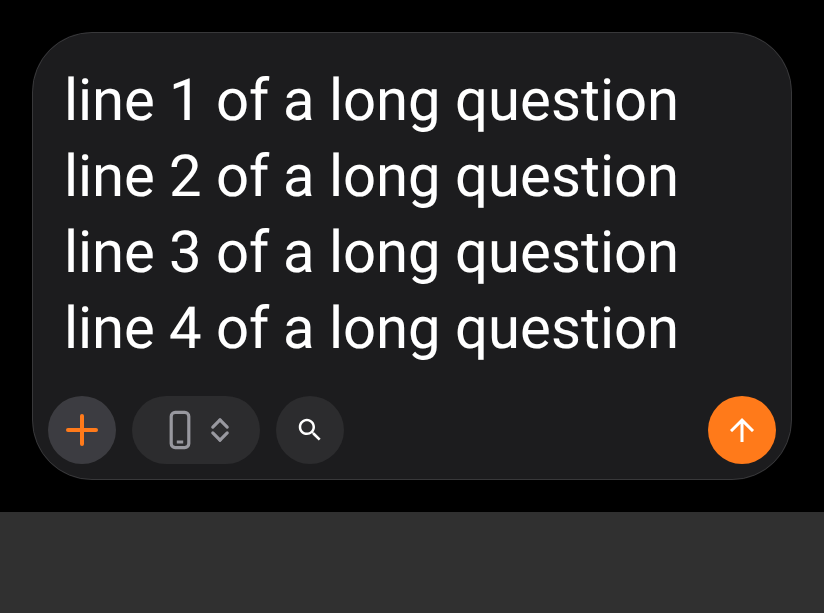 line 1 of a long question
line 2 of a long question
line 3 of a long question
line 4 of a long question